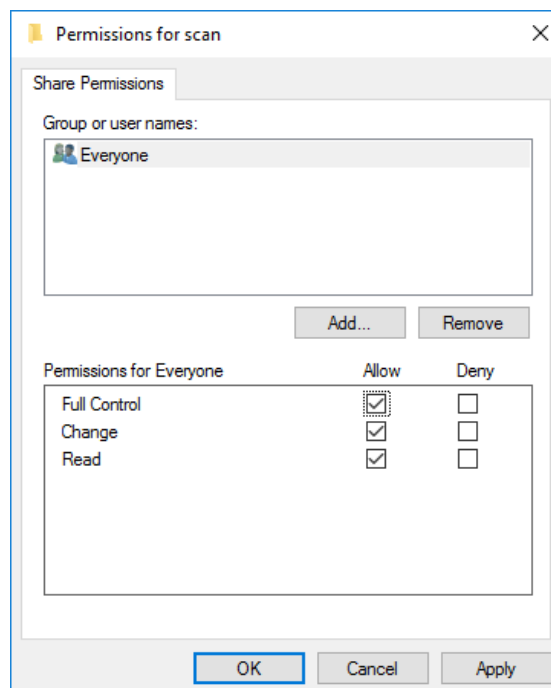 Permissions for scan
Share Permissions
Group or user names:
Everyone
Add... Remove
Permissions for Everyone Allow Deny
Full Control
Change
Read
OK Cancel Apply